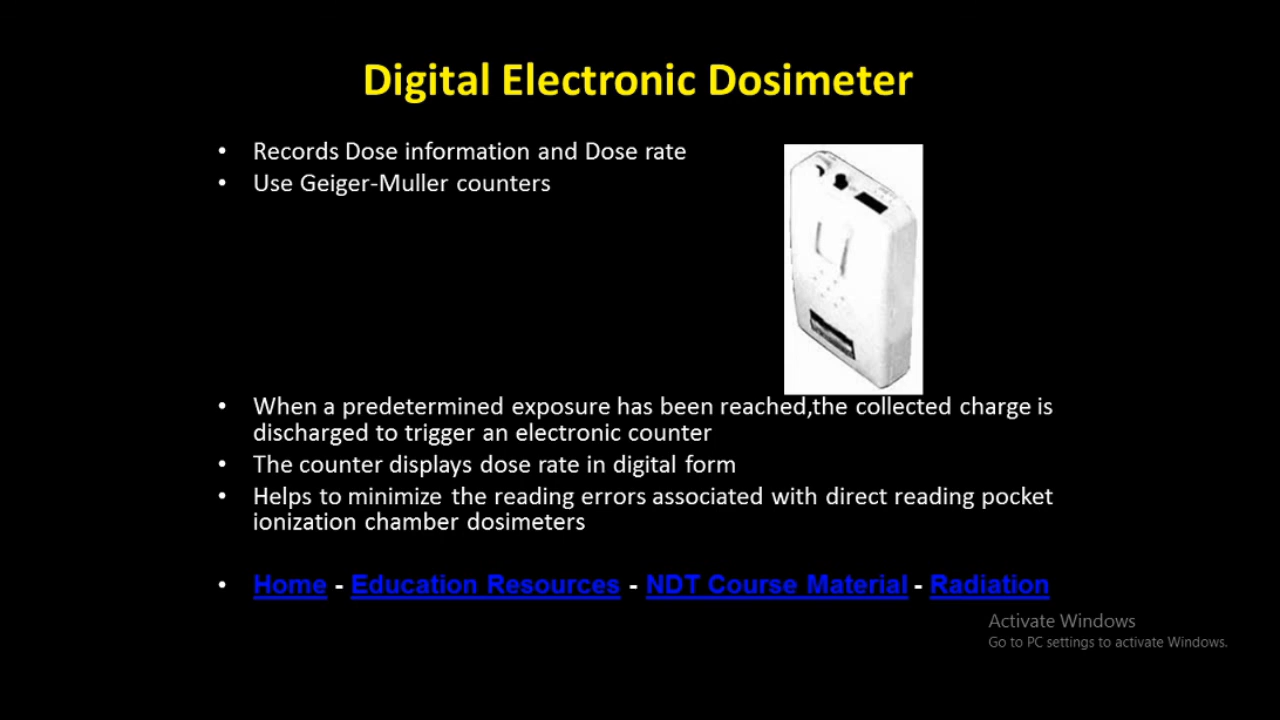 Digital Electronic Dosimeter
• Records Dose information and Dose rate
• Use Geiger-Muller counters
• When a predetermined exposure has been reached,the collected charge is
discharged to trigger an electronic counter
• The counter displays dose rate in digital form
• Helps to minimize the reading errors associated with direct reading pocket
ionization chamber dosimeters
• Home - Education Resources - NDT Course Material - Radiation
Activate Windows
Go to PC settings to activate Windows.